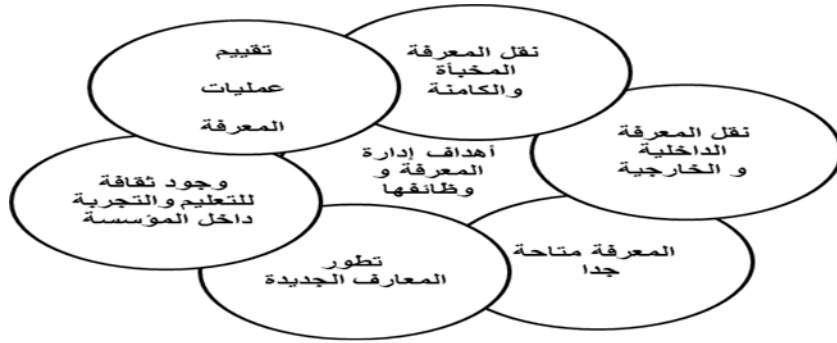 تقييم
عمليات
المعرفة
نقل المعرفة
المخبأة
والكامنة
نقل المعرفة
الداخلية
و الخارجية
أهداف إدارة
المعرفة و
وظائفها
وجود ثقافة
للتعليم والتجربة
داخل المؤسسة
تطور
المعارف الجديدة
المعرفة متاحة
جدا